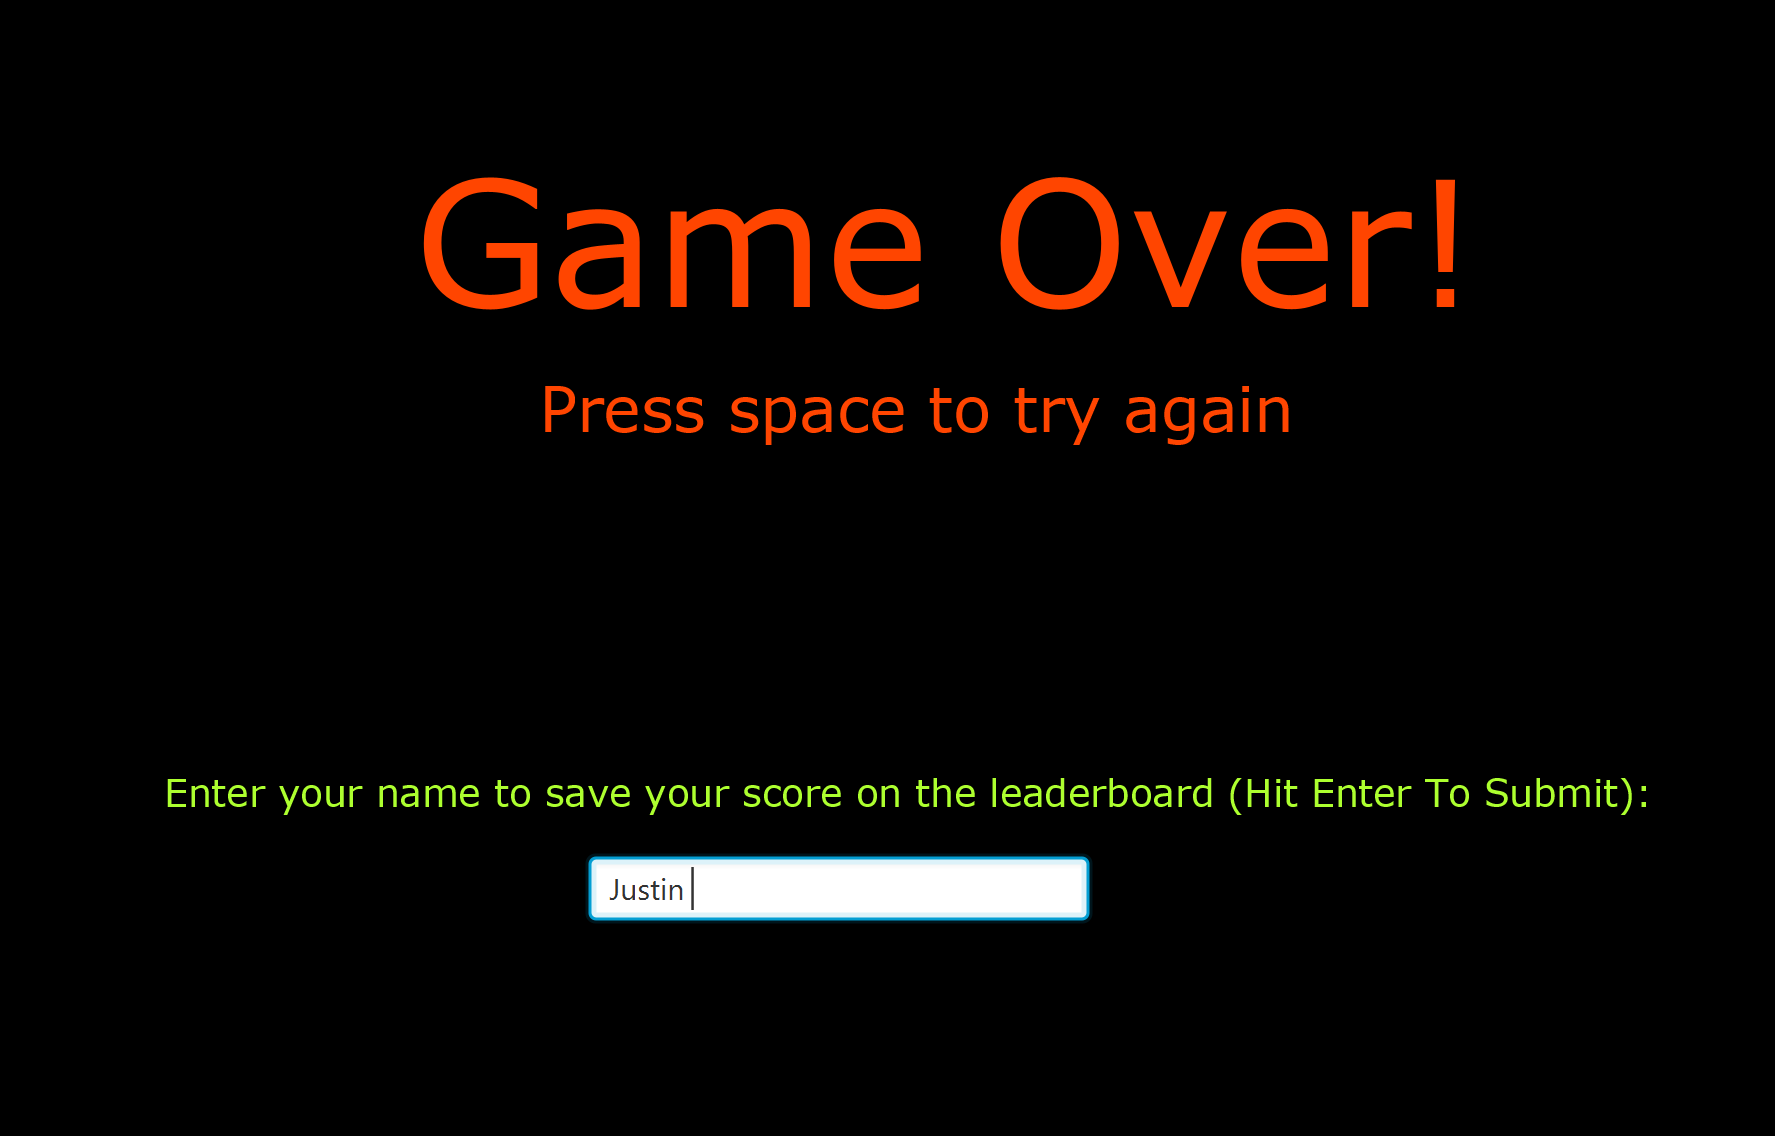 Game Over!
Press space to try again
Enter your name to save your score on the leaderboard (Hit Enter To Submit):
Justin